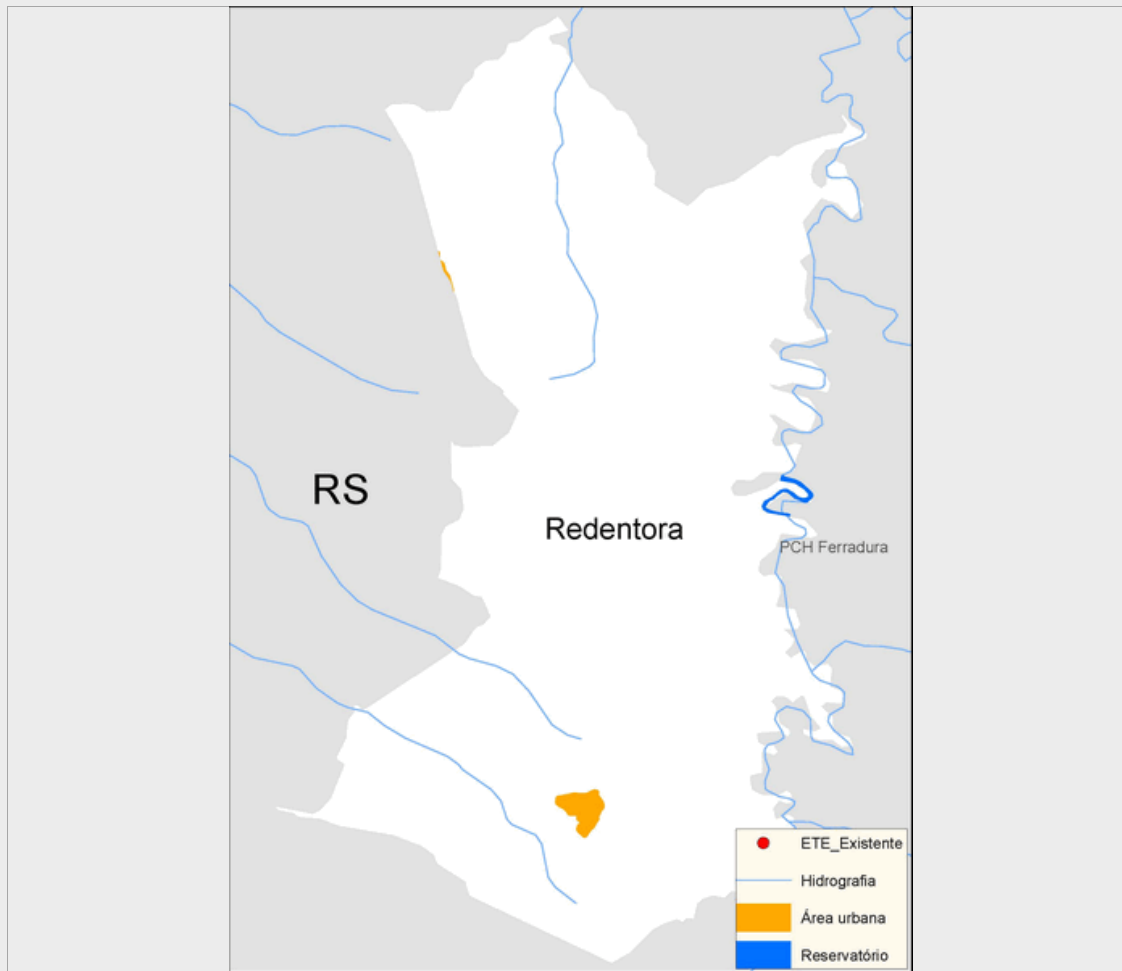 RS
Redentora
PCH Ferradura
ETE_Existente
Hidrografia
Área urbana
Reservatório